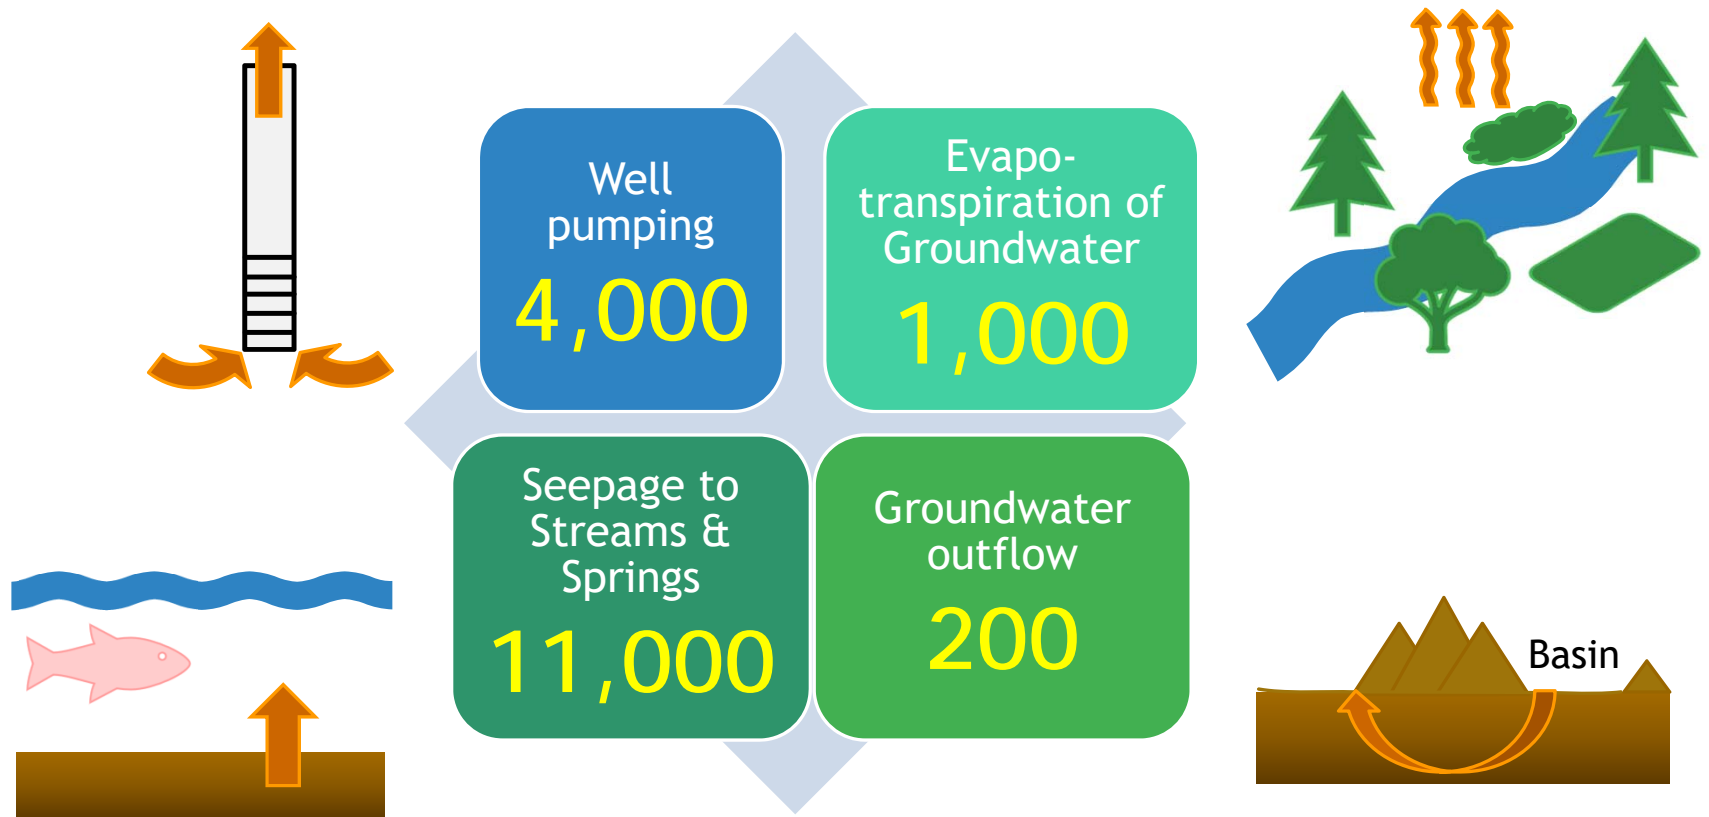 Well
pumping
4,000
Evapo-
transpiration of
Groundwater
1,000
Seepage to
Streams &
Springs
11,000
Groundwater
outflow
200
Basin